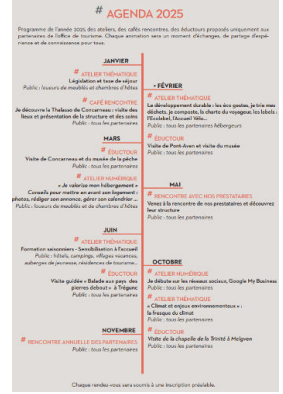 # AGENDA 2025
Programme de l'année 2025 des ateliers, des cafés rencontres, des éductours proposés uniquement aux
partenaires de l'office de tourisme. Chaque animation sera un moment d'échanges, de partage d'expé-
rience et de connaissance pour tous.
JANVIER
# ATELIER THÉMATIQUE
Législation et taxe de séjour
Public : loueurs de meublés et chambres d'hôtes
# CAFÉ RENCONTRE
Je découvre la Thalasso de Concarneau : visite des
lieux et présentation de la structure et des soins
Public : tous les partenaires
FÉVRIER
# ATELIER THÉMATIQUE
Le développement durable : les éco gestes, je trie mes
déchets, je composte, la charte du voyageur, les labels :
l'Ecolabel, l'Accueil Vélo...
Public : tous les partenaires hébergeurs
# ÉDUCTOUR
Visite de Pont-Aven et visite du musée
Public : tous les partenaires
MARS
# ÉDUCTOUR
Visite de Concarneau et du musée de la pêche
Public : tous les partenaires
# ATELIER NUMÉRIQUE
« Je valorise mon hébergement »
Conseils pour mettre en avant son logement :
photos, rédiger son annonce, gérer son calendrier ...
Public : loueurs de meublés et de chambres d'hôtes
MAI
# RENCONTRE AVEC NOS PRESTATAIRES
Venez à la rencontre de nos prestataires et découvrez
leur structure
Public : tous les partenaires
JUIN
# ATELIER THÉMATIQUE
Formation saisonniers - Sensibilisation à l'accueil
Public : hôtels, campings, villages vacances,
auberges de jeunesse, résidences de tourisme...
# ÉDUCTOUR
Visite guidée « Balade aux pays des
pierres debout » à Trégunc
Public : tous les partenaires
OCTOBRE
# ATELIER NUMÉRIQUE
Je débute sur les réseaux sociaux, Google My Business
Public : tous les partenaires
# ATELIER THÉMATIQUE
« Climat et enjeux environnementaux » :
la fresque du climat
Public : tous les partenaires
# ÉDUCTOUR
Visite de la chapelle de la Trinité à Melgven
Public : tous les partenaires
NOVEMBRE
# RENCONTRE ANNUELLE DES PARTENAIRES
Public : tous les partenaires
Chaque rendez-vous sera soumis à une inscription préalable.